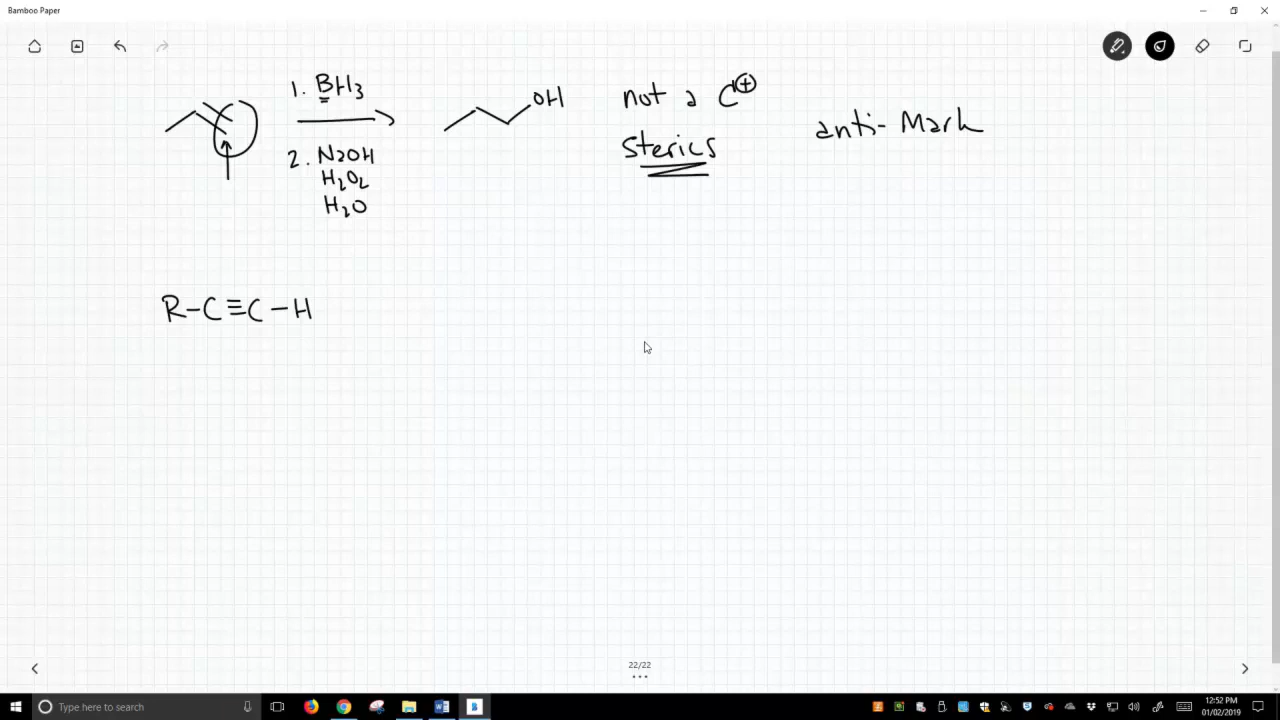 Bamboo Paper
1. BH3
OH
not a C⊕
anti-Mark
sterics
2. NaOH
H2O2
H2O
R-C≡C-H
22/22
Type here to search
12:52 PM
01/02/2019